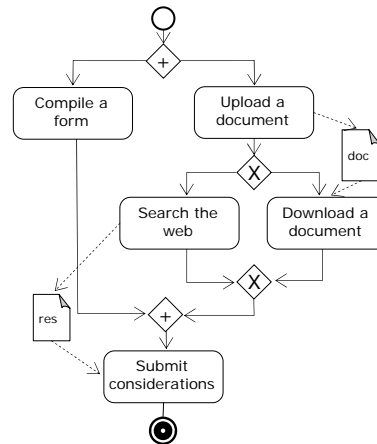 +
Compile a
form
Upload a
document
doc
X
Search the
web
Download a
document
X
res
+
Submit
considerations